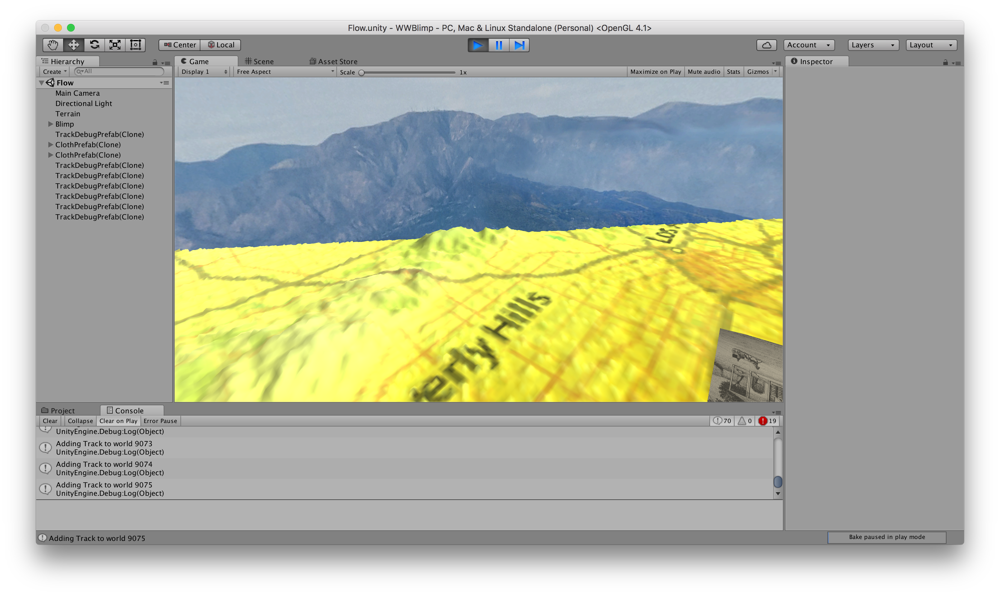 Flow.unity - WWBlimp - PC, Mac & Linux Standalone (Personal) <OpenGL 4.1>
Center Local
Account Layers Layout
Hierarchy
Create All
Flow
Main Camera
Directional Light
Terrain
Blimp
TrackDebugPrefab(Clone)
ClothPrefab(Clone)
ClothPrefab(Clone)
TrackDebugPrefab(Clone)
TrackDebugPrefab(Clone)
TrackDebugPrefab(Clone)
TrackDebugPrefab(Clone)
TrackDebugPrefab(Clone)
TrackDebugPrefab(Clone)
Game Scene Asset Store
Display 1 Free Aspect Scale 1x Maximize on Play Mute audio Stats Gizmos
Los
erly Hills
Inspector
Project Console
Clear Collapse Clear on Play Error Pause 70 0 19
UnityEngine.Debug:Log(Object)
Adding Track to world 9073
UnityEngine.Debug:Log(Object)
Adding Track to world 9074
UnityEngine.Debug:Log(Object)
Adding Track to world 9075
UnityEngine.Debug:Log(Object)
Adding Track to world 9075
Bake paused in play mode